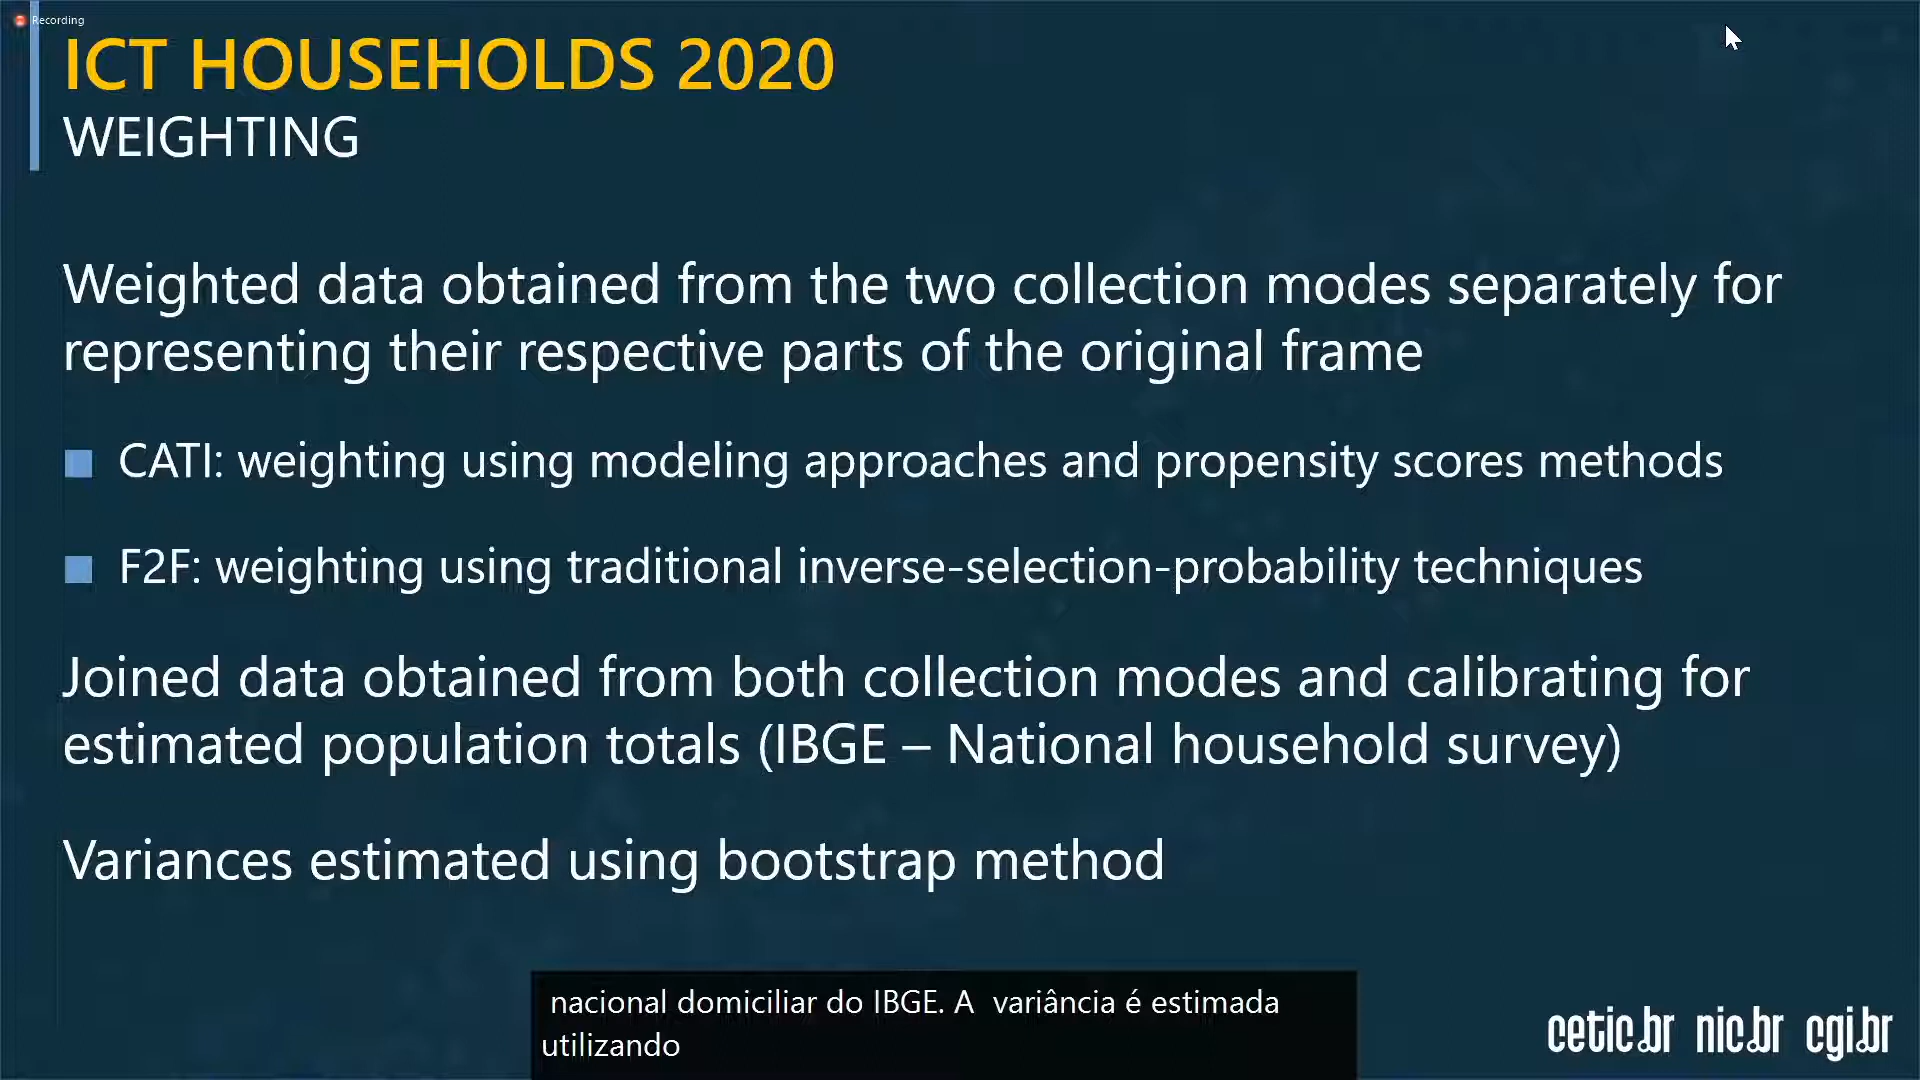 Recording
ICT HOUSEHOLDS 2020
WEIGHTING
Weighted data obtained from the two collection modes separately for
representing their respective parts of the original frame
CATI: weighting using modeling approaches and propensity scores methods
F2F: weighting using traditional inverse-selection-probability techniques
Joined data obtained from both collection modes and calibrating for
estimated population totals (IBGE – National household survey)
Variances estimated using bootstrap method
nacional domiciliar do IBGE. A variância é estimada
utilizando
cetic.br nic.br cgi.br